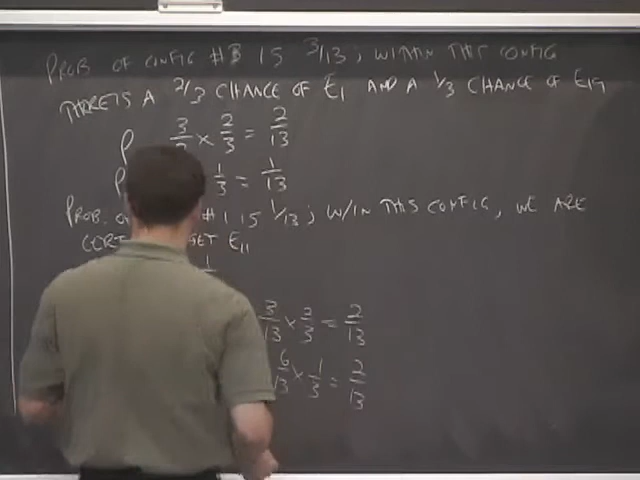 PROB OF CONFIG #3 IS 3/13; WITHIN THIS CONFIG
THERE'S A 2/3 CHANCE OF E1 AND A 1/3 CHANCE OF E19
P 3/ × 2/3 = 2/13
1/3 = 1/13
PROB. #1 IS 1/13; W/IN THIS CONFIG, WE ARE
GET E11
1
3/13 × 2/3 = 2/13
6/13 × 1/3 = 2/13